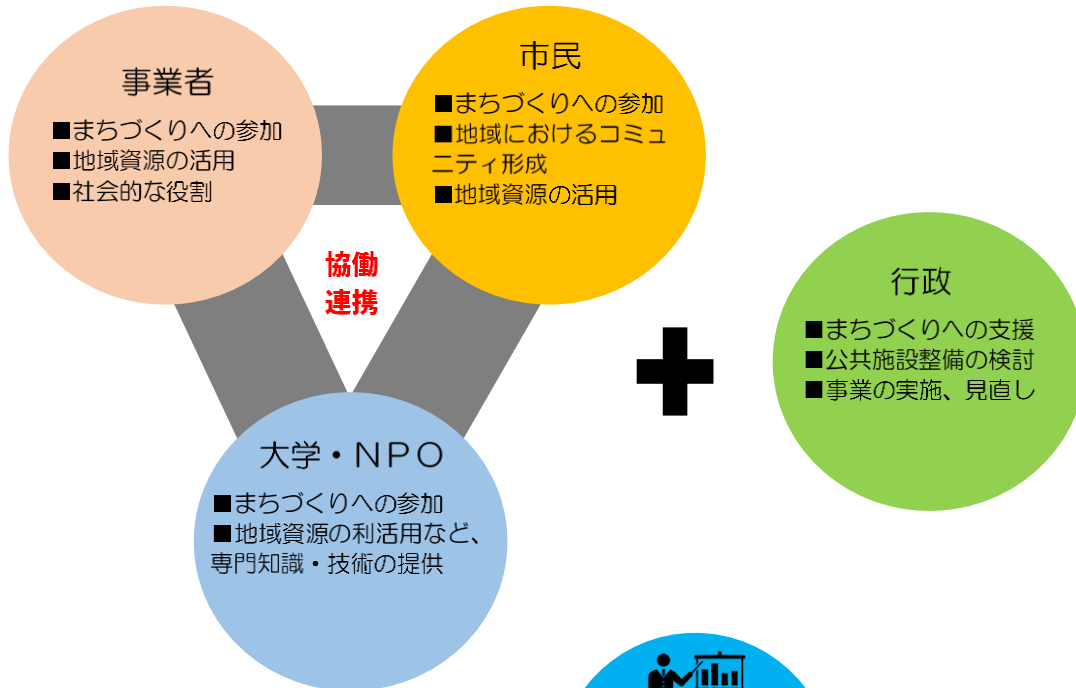 事業者
■まちづくりへの参加
■地域資源の活用
■社会的な役割
市民
■まちづくりへの参加
■地域におけるコミュ
ニティ形成
■地域資源の活用
協働
連携
行政
■まちづくりへの支援
■公共施設整備の検討
■事業の実施、見直し
大学・NPO
■まちづくりへの参加
■地域資源の利活用など、
専門知識・技術の提供